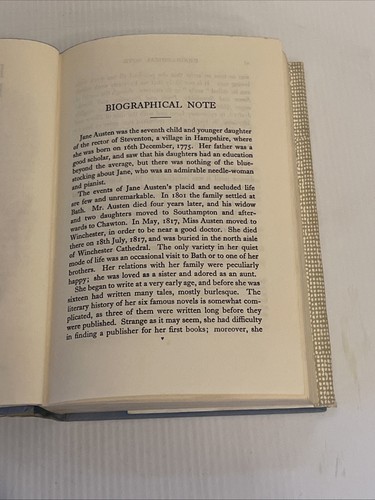 BIOGRAPHICAL NOTE
Jane Austen was the seventh child and younger daughter
of the rector of Steventon, a village in Hampshire, where
she was born on 16th December, 1775. Her father was a
good scholar, and saw that his daughters had an education
beyond the average, but there was nothing of the blue-
stocking about Jane, who was an admirable needle-woman
and pianist.
The events of Jane Austen's placid and secluded life
are few and unremarkable. In 1801 the family settled at
Bath. Mr. Austen died four years later, and his widow
and two daughters moved to Southampton and after-
wards to Chawton. In May, 1817, Miss Austen moved to
Winchester, in order to be near a good doctor. She died
there on 18th July, 1817, and was buried in the north aisle
of Winchester Cathedral. The only variety in her quiet
mode of life was an occasional visit to Bath or to one of her
brothers. Her relations with her family were peculiarly
happy; she was loved as a sister and adored as an aunt.
She began to write at a very early age, and before she was
sixteen had written many tales, mostly burlesque. The
literary history of her six famous novels is somewhat com-
plicated, as three of them were written long before they
were published. Strange as it may seem, she had difficulty
in finding a publisher for her first books; moreover, she
v